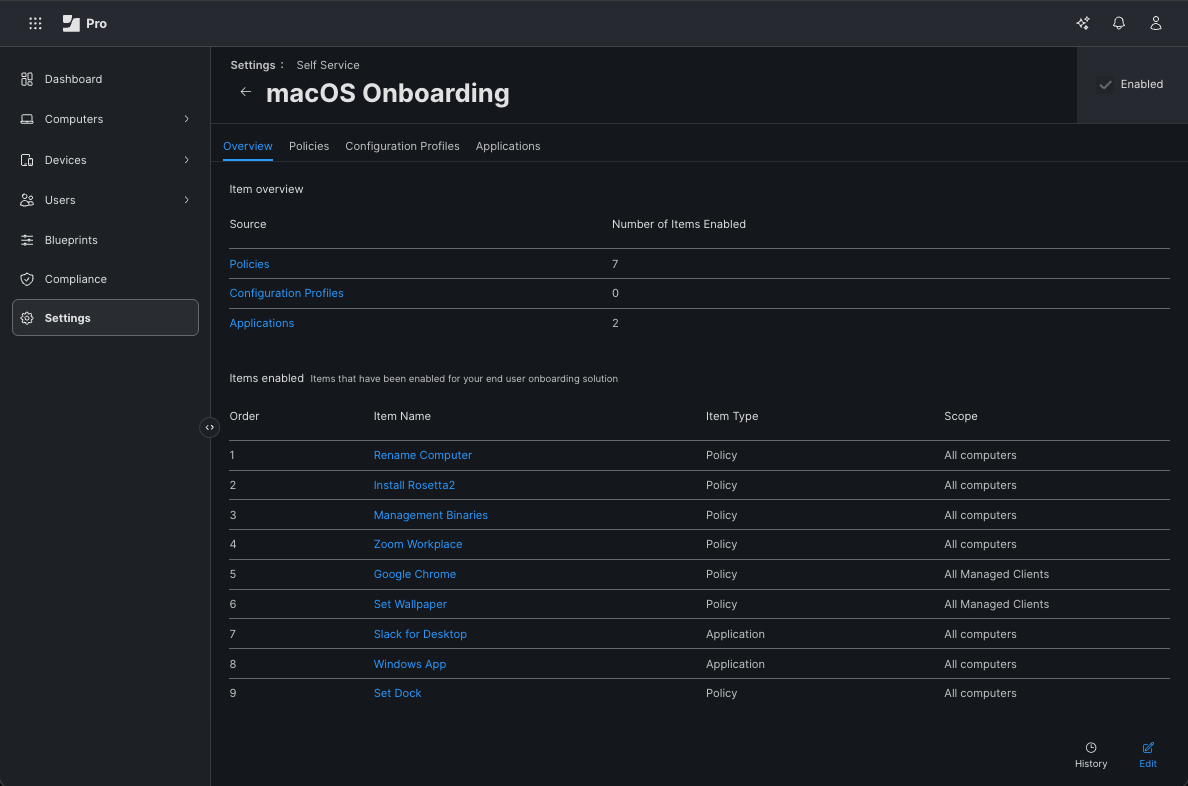 Pro
Dashboard
Computers
Devices
Users
Blueprints
Compliance
Settings
Settings : Self Service
macOS Onboarding
Enabled
Overview Policies Configuration Profiles Applications
Item overview
Source Number of Items Enabled
Policies 7
Configuration Profiles 0
Applications 2
Items enabled Items that have been enabled for your end user onboarding solution
Order Item Name Item Type Scope
1 Rename Computer Policy All computers
2 Install Rosetta2 Policy All computers
3 Management Binaries Policy All computers
4 Zoom Workplace Policy All computers
5 Google Chrome Policy All Managed Clients
6 Set Wallpaper Policy All Managed Clients
7 Slack for Desktop Application All computers
8 Windows App Application All computers
9 Set Dock Policy All computers
History Edit